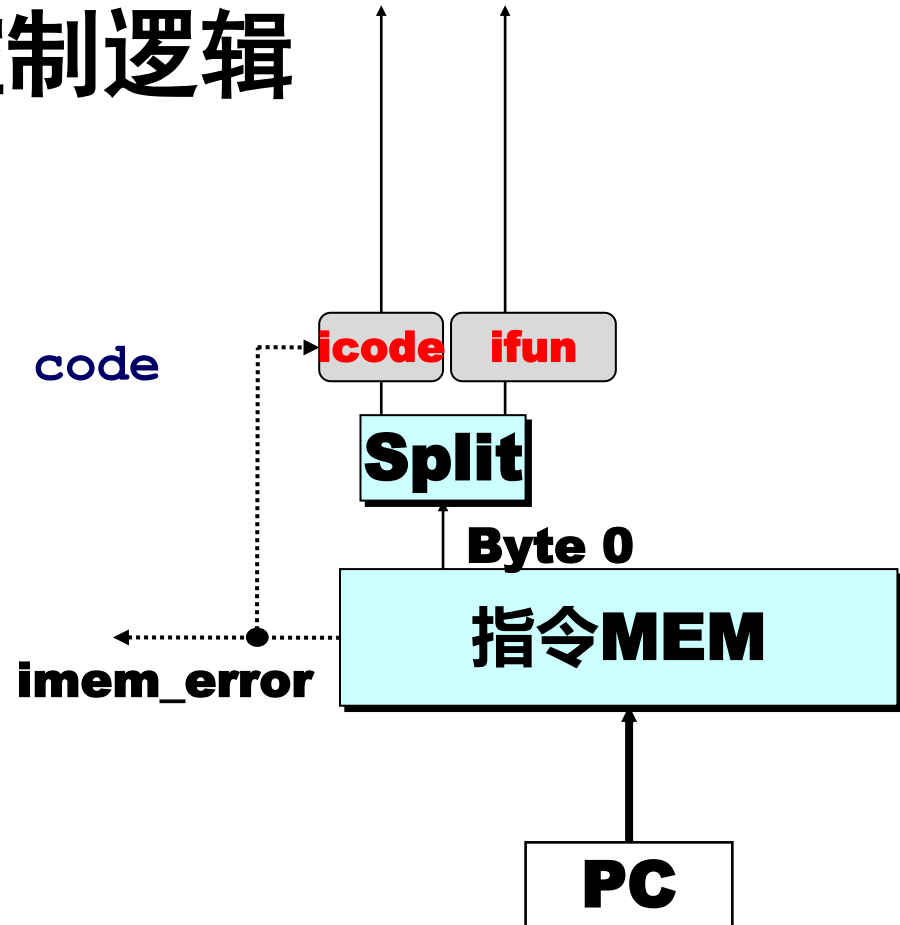 制逻辑
icode
ifun
code
Split
Byte 0
指令MEM
imem_error
PC